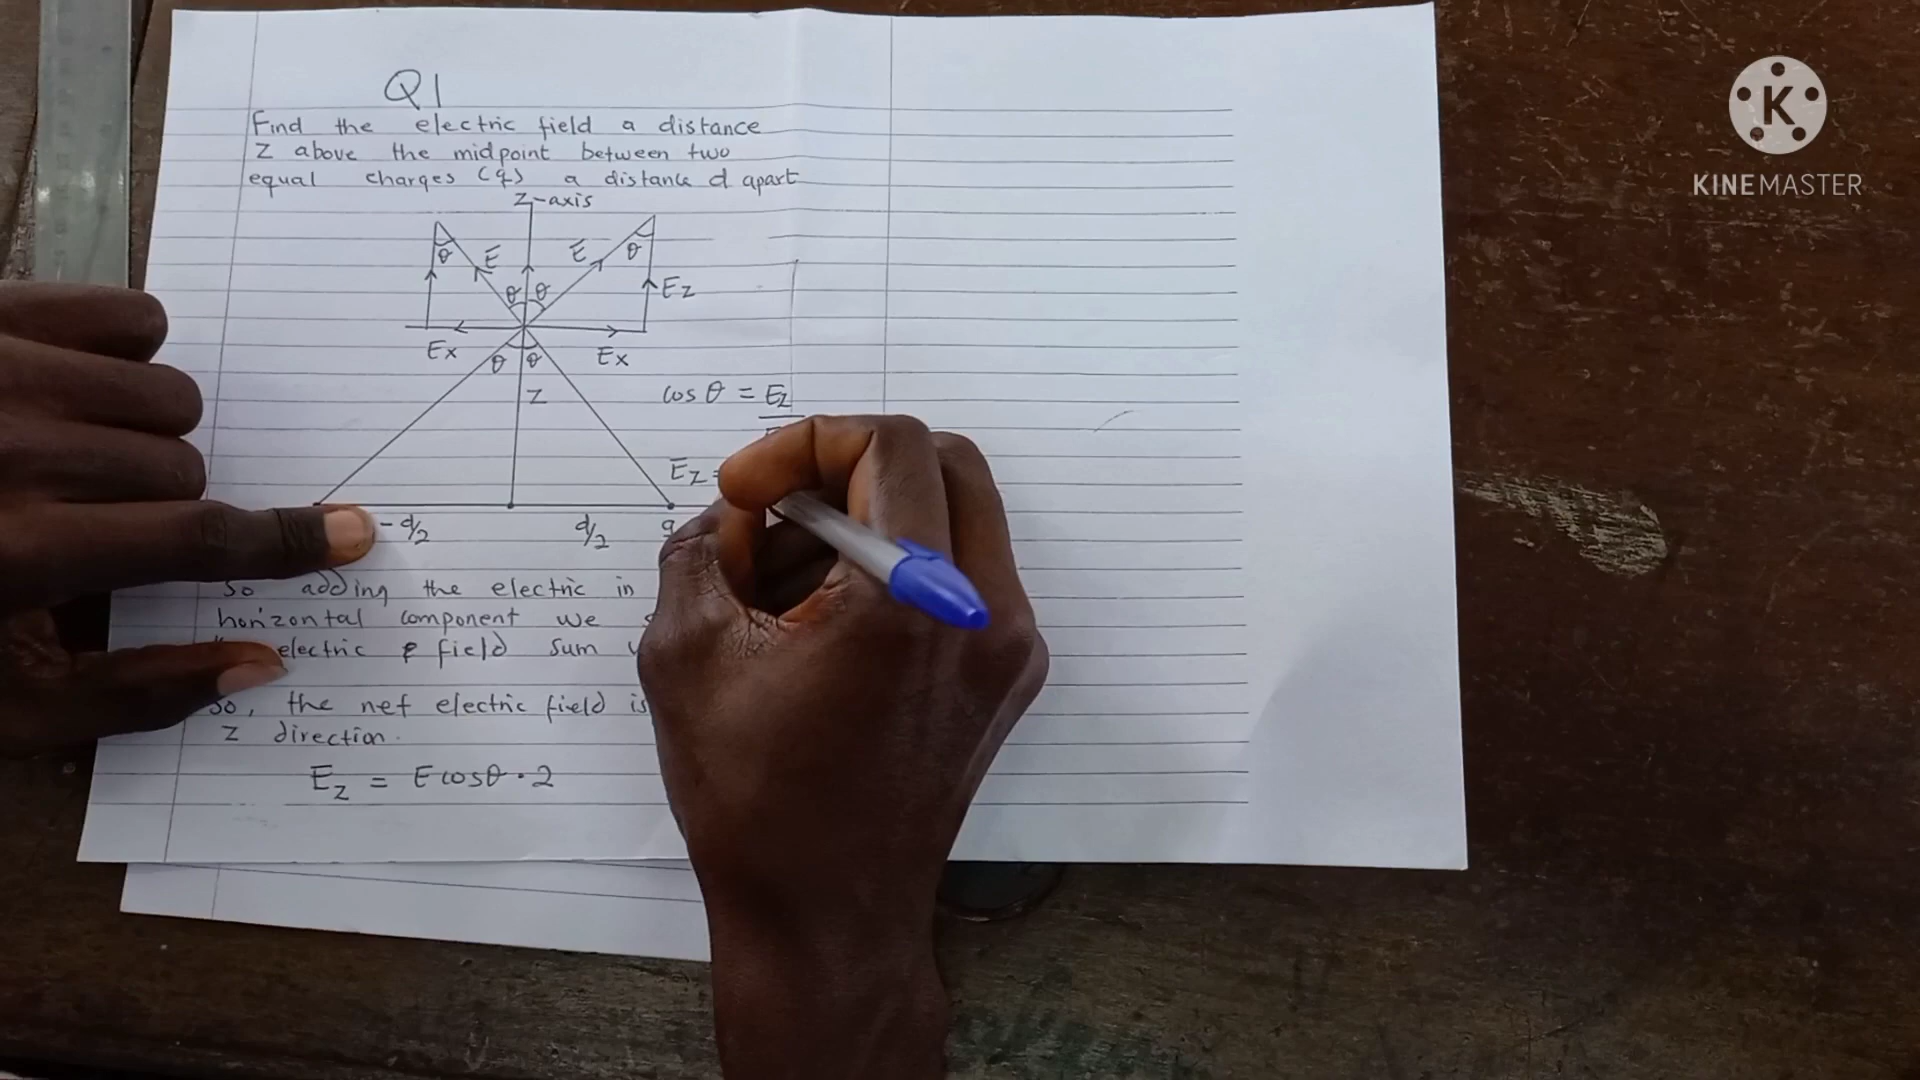 Q1
Find the electric field a distance
z above the midpoint between two
equal charges (q) a distance d apart
Z-axis
θ E E θ
θ θ Ez
Ex Ex
θ θ
Z
cos θ = Ez
Ez =
- d/2 d/2 q
So adding the electric in
horizontal component we
electric field sum
So, the net electric field is
Z direction.
Ez = E cosθ · 2
K
KINEMASTER